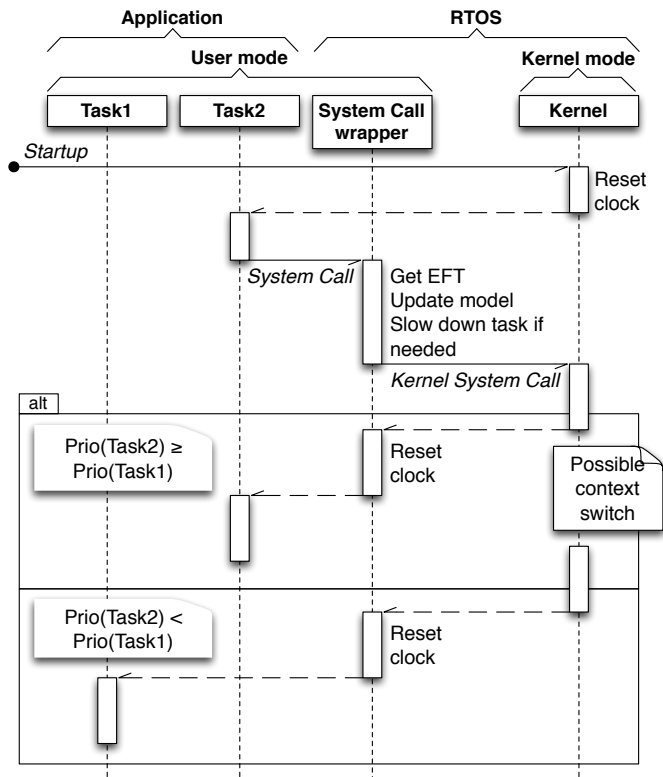 Application
RTOS
User mode
Kernel mode
Task1
Task2
System Call
wrapper
Kernel
Startup
Reset
clock
System Call
Get EFT
Update model
Slow down task if
needed
Kernel System Call
alt
Prio(Task2) ≥
Prio(Task1)
Reset
clock
Possible
context
switch
Prio(Task2) <
Prio(Task1)
Reset
clock